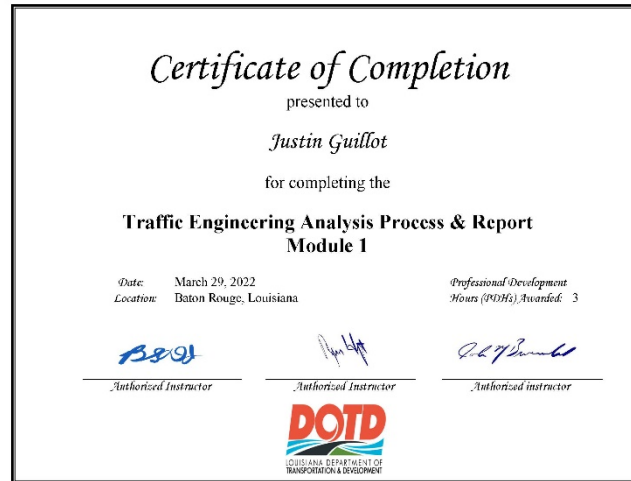 Certificate of Completion
presented to
Justin Guillot
for completing the
Traffic Engineering Analysis Process & Report
Module 1
Date: March 29, 2022
Location: Baton Rouge, Louisiana
Professional Development
Hours (PDHs) Awarded: 3
Authorized Instructor
Authorized Instructor
Authorized instructor
DOTD
LOUISIANA DEPARTMENT OF
TRANSPORTATION & DEVELOPMENT